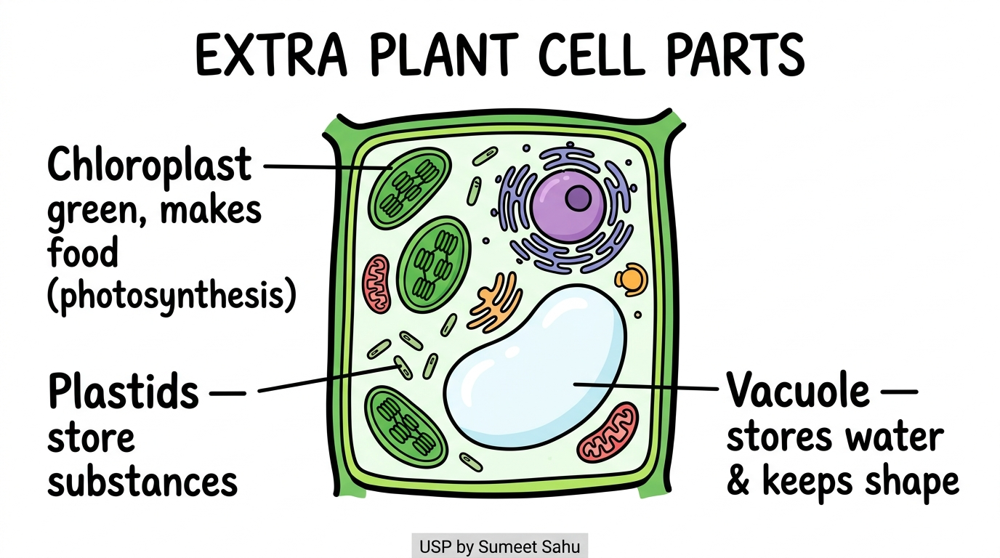 EXTRA PLANT CELL PARTS
Chloroplast
green, makes
food
(photosynthesis)
Plastids —
store
substances
Vacuole —
stores water
& keeps shape
USP by Sumeet Sahu